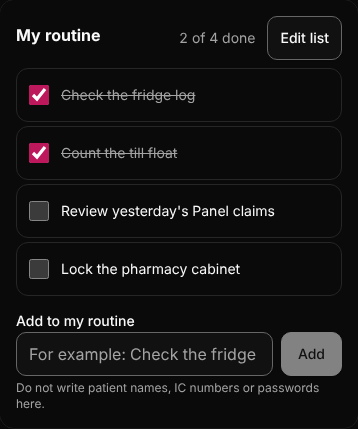 My routine
2 of 4 done
Edit list
Check the fridge log
Count the till float
Review yesterday's Panel claims
Lock the pharmacy cabinet
Add to my routine
For example: Check the fridge
Add
Do not write patient names, IC numbers or passwords
here.